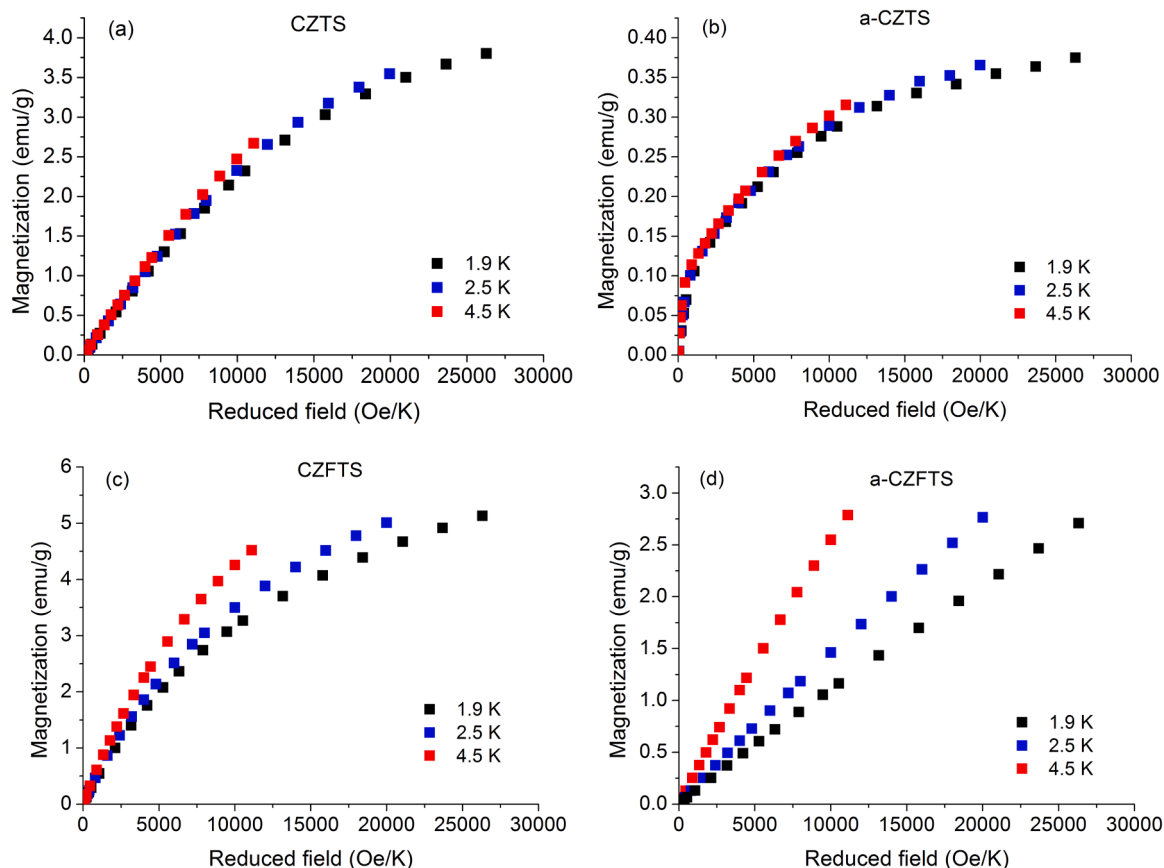 (a)
CZTS
4.0
3.5
3.0
2.5
2.0
1.5
1.0
0.5
0.0
Magnetization (emu/g)
1.9 K
2.5 K
4.5 K
0 5000 10000 15000 20000 25000 30000
Reduced field (Oe/K)
(b)
a-CZTS
0.40
0.35
0.30
0.25
0.20
0.15
0.10
0.05
0.00
Magnetization (emu/g)
1.9 K
2.5 K
4.5 K
0 5000 10000 15000 20000 25000 30000
Reduced field (Oe/K)
(c)
CZFTS
6
5
4
3
2
1
0
Magnetization (emu/g)
1.9 K
2.5 K
4.5 K
0 5000 10000 15000 20000 25000 30000
Reduced field (Oe/K)
(d)
a-CZFTS
3.0
2.5
2.0
1.5
1.0
0.5
0.0
Magnetization (emu/g)
1.9 K
2.5 K
4.5 K
0 5000 10000 15000 20000 25000 30000
Reduced field (Oe/K)